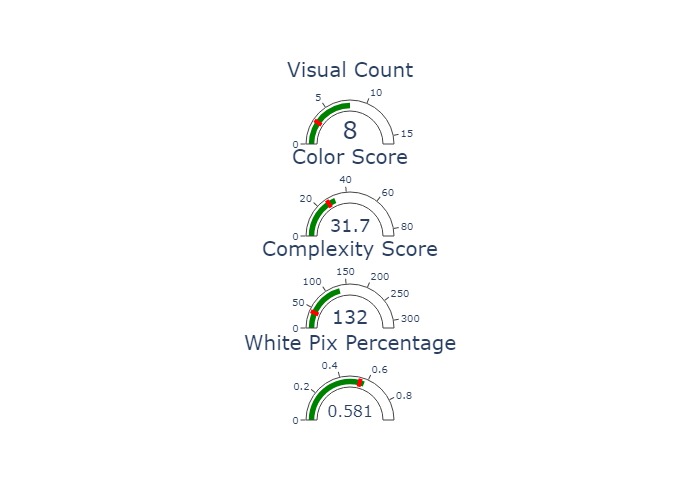 Visual Count
0 5 10 15
8
Color Score
0 20 40 60 80
31.7
Complexity Score
0 50 100 150 200 250 300
132
White Pix Percentage
0 0.2 0.4 0.6 0.8
0.581